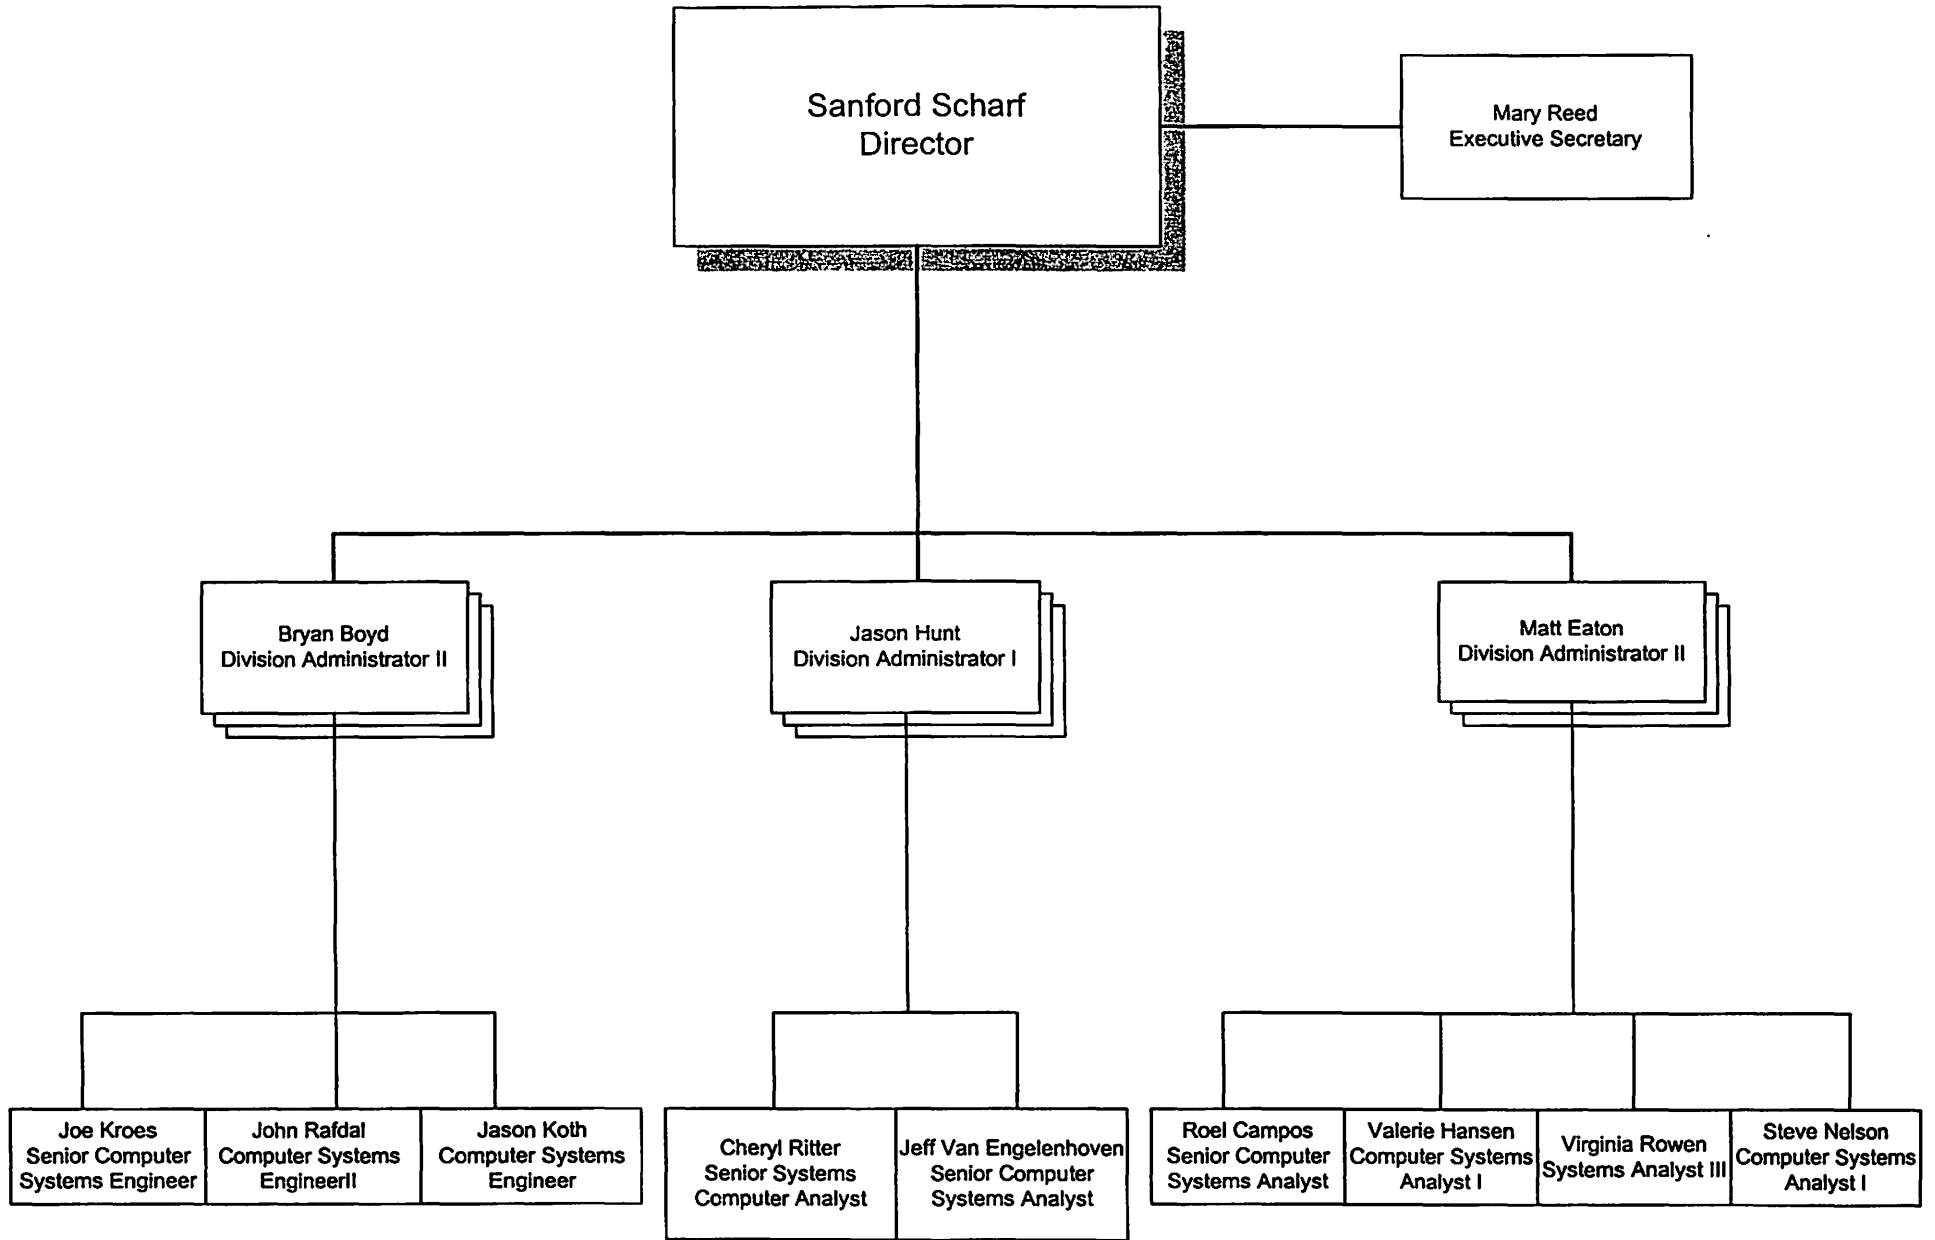 Sanford Scharf
Director
Mary Reed
Executive Secretary
Bryan Boyd
Division Administrator II
Jason Hunt
Division Administrator I
Matt Eaton
Division Administrator II
Joe Kroes
Senior Computer
Systems Engineer
John Rafdal
Computer Systems
EngineerII
Jason Koth
Computer Systems
Engineer
Cheryl Ritter
Senior Systems
Computer Analyst
Jeff Van Engelenhoven
Senior Computer
Systems Analyst
Roel Campos
Senior Computer
Systems Analyst
Valerie Hansen
Computer Systems
Analyst I
Virginia Rowen
Systems Analyst III
Steve Nelson
Computer Systems
Analyst I